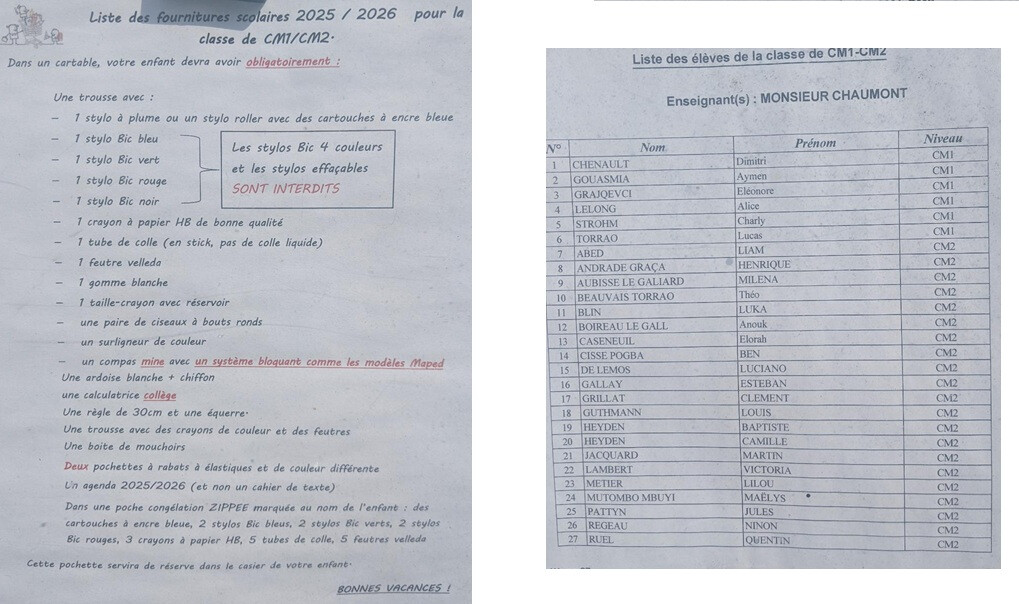 Liste des fournitures scolaires 2025 / 2026 pour la
classe de CM1/CM2.
Dans un cartable, votre enfant devra avoir obligatoirement :
Une trousse avec :
– 1 stylo à plume ou un stylo roller avec des cartouches à encre bleue
– 1 stylo Bic bleu
– 1 stylo Bic vert
– 1 stylo Bic rouge
– 1 stylo Bic noir
Les stylos Bic 4 couleurs
et les stylos effaçables
SONT INTERDITS
– 1 crayon à papier HB de bonne qualité
– 1 tube de colle (en stick, pas de colle liquide)
– 1 feutre velleda
– 1 gomme blanche
– 1 taille-crayon avec réservoir
– une paire de ciseaux à bouts ronds
– un surligneur de couleur
– un compas mine avec un système bloquant comme les modèles Maped
Une ardoise blanche + chiffon
une calculatrice collège
Une règle de 30cm et une équerre.
Une trousse avec des crayons de couleur et des feutres
Une boite de mouchoirs
Deux pochettes à rabats à élastiques et de couleur différente
Un agenda 2025/2026 (et non un cahier de texte)
Dans une poche congélation ZIPPEE marquée au nom de l'enfant : des
cartouches à encre bleue, 2 stylos Bic bleus, 2 stylos Bic verts, 2 stylos
Bic rouges, 3 crayons à papier HB, 5 tubes de colle, 5 feutres velleda
Cette pochette servira de réserve dans le casier de votre enfant.
BONNES VACANCES !
Liste des élèves de la classe de CM1-CM2
Enseignant(s) : MONSIEUR CHAUMONT
N° Nom Prénom Niveau
1 CHENAULT Dimitri CM1
2 GOUASMIA Aymen CM1
3 GRAJQEVCI Eléonore CM1
4 LELONG Alice CM1
5 STROHM Charly CM1
6 TORRAO Lucas CM1
7 ABED LIAM CM2
8 ANDRADE GRAÇA HENRIQUE CM2
9 AUBISSE LE GALIARD MILENA CM2
10 BEAUVAIS TORRAO Théo CM2
11 BLIN LUKA CM2
12 BOIREAU LE GALL Anouk CM2
13 CASENEUIL Elorah CM2
14 CISSE POGBA BEN CM2
15 DE LEMOS LUCIANO CM2
16 GALLAY ESTEBAN CM2
17 GRILLAT CLEMENT CM2
18 GUTHMANN LOUIS CM2
19 HEYDEN BAPTISTE CM2
20 HEYDEN CAMILLE CM2
21 JACQUARD MARTIN CM2
22 LAMBERT VICTORIA CM2
23 METIER LILOU CM2
24 MUTOMBO MBUYI MAËLYS CM2
25 PATTYN JULES CM2
26 REGEAU NINON CM2
27 RUEL QUENTIN CM2